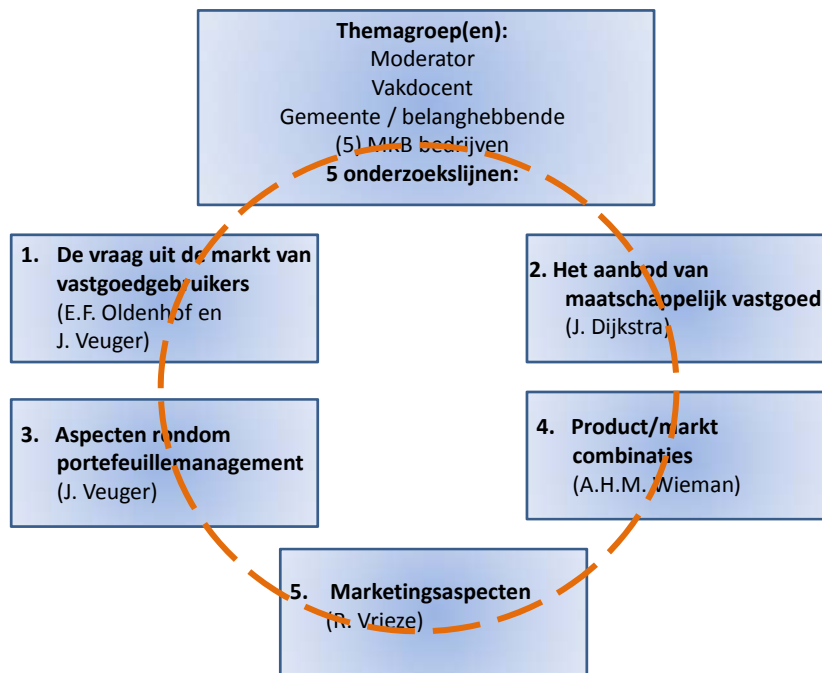 Themagroep(en):
Moderator
Vakdocent
Gemeente / belanghebbende
(5) MKB bedrijven
5 onderzoekslijnen:
1. De vraag uit de markt van
vastgoedgebruikers
(E.F. Oldenhof en
J. Veuger)
2. Het aanbod van
maatschappelijk vastgoed
(J. Dijkstra)
3. Aspecten rondom
portefeuillemanagement
(J. Veuger)
4. Product/markt
combinaties
(A.H.M. Wieman)
5. Marketingsaspecten
(R. Vrieze)